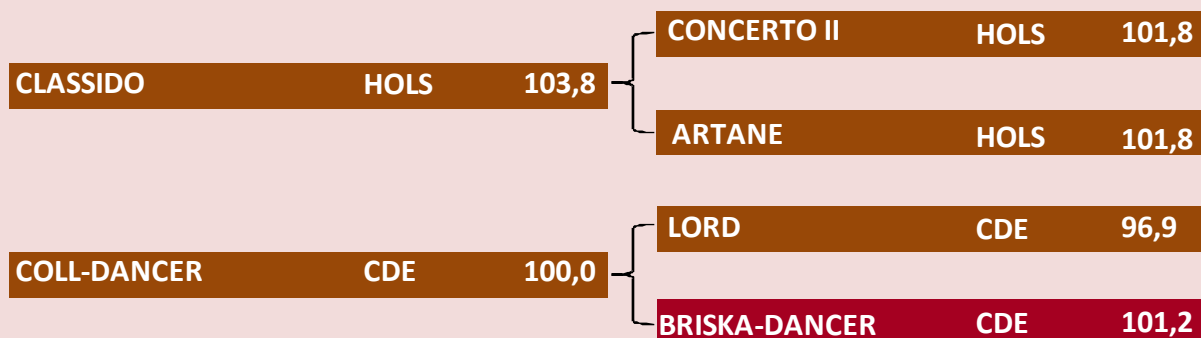 CONCERTO II HOLS 101,8
CLASSIDO HOLS 103,8
ARTANE HOLS 101,8
LORD CDE 96,9
COLL-DANCER CDE 100,0
BRISKA-DANCER CDE 101,2